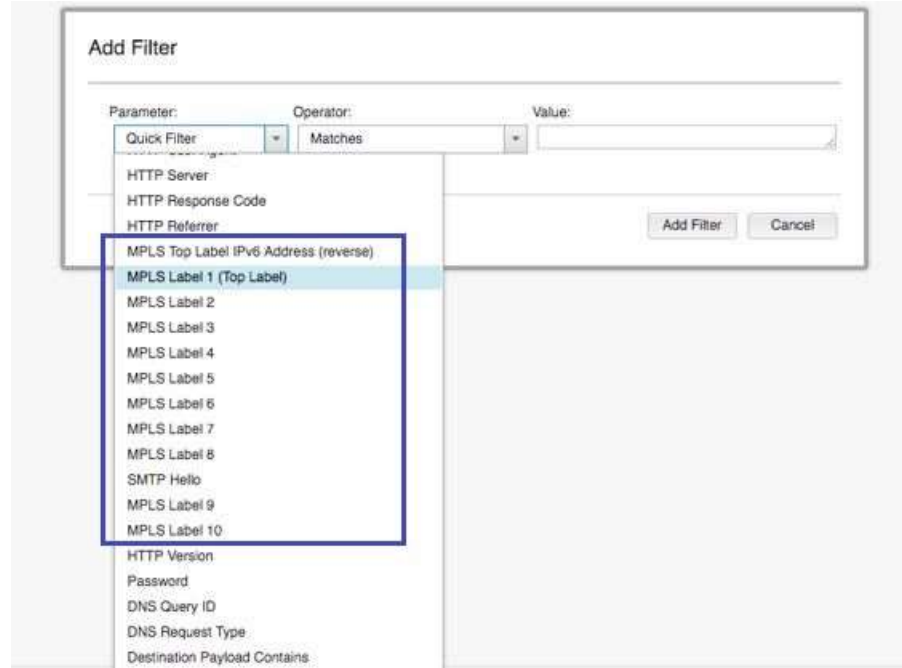 Add Filter
Parameter: Operator: Value:
Quick Filter Matches
HTTP Server
HTTP Response Code
HTTP Referrer
Add Filter Cancel
MPLS Top Label IPv6 Address (reverse)
MPLS Label 1 (Top Label)
MPLS Label 2
MPLS Label 3
MPLS Label 4
MPLS Label 5
MPLS Label 6
MPLS Label 7
MPLS Label 8
SMTP Hello
MPLS Label 9
MPLS Label 10
HTTP Version
Password
DNS Query ID
DNS Request Type
Destination Payload Contains